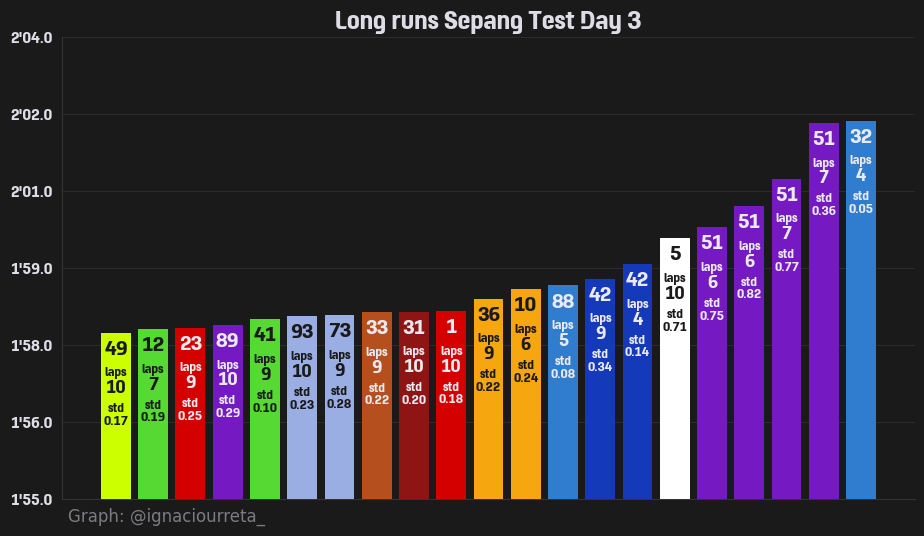 Long runs Sepang Test Day 3
2'04.0
2'02.0
2'01.0
1'59.0
1'58.0
1'56.0
1'55.0
49
laps
10
std
0.17
12
laps
7
std
0.19
23
laps
9
std
0.25
89
laps
10
std
0.29
41
laps
9
std
0.10
93
laps
10
std
0.23
73
laps
9
std
0.28
33
laps
9
std
0.22
31
laps
10
std
0.20
1
laps
10
std
0.18
36
laps
9
std
0.22
10
laps
6
std
0.24
88
laps
5
std
0.08
42
laps
9
std
0.34
42
laps
4
std
0.14
5
laps
10
std
0.71
51
laps
6
std
0.75
51
laps
6
std
0.82
51
laps
7
std
0.77
51
laps
7
std
0.36
32
laps
4
std
0.05
Graph: @ignaciourreta_